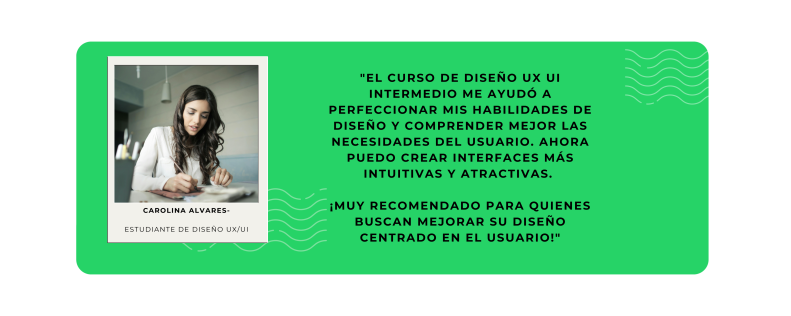 "EL CURSO DE DISEÑO UX UI
INTERMEDIO ME AYUDÓ A
PERFECCIONAR MIS HABILIDADES DE
DISEÑO Y COMPRENDER MEJOR LAS
NECESIDADES DEL USUARIO. AHORA
PUEDO CREAR INTERFACES MÁS
INTUITIVAS Y ATRACTIVAS.
¡MUY RECOMENDADO PARA QUIENES
BUSCAN MEJORAR SU DISEÑO
CENTRADO EN EL USUARIO!"
CAROLINA ALVARES-
ESTUDIANTE DE DISEÑO UX/UI